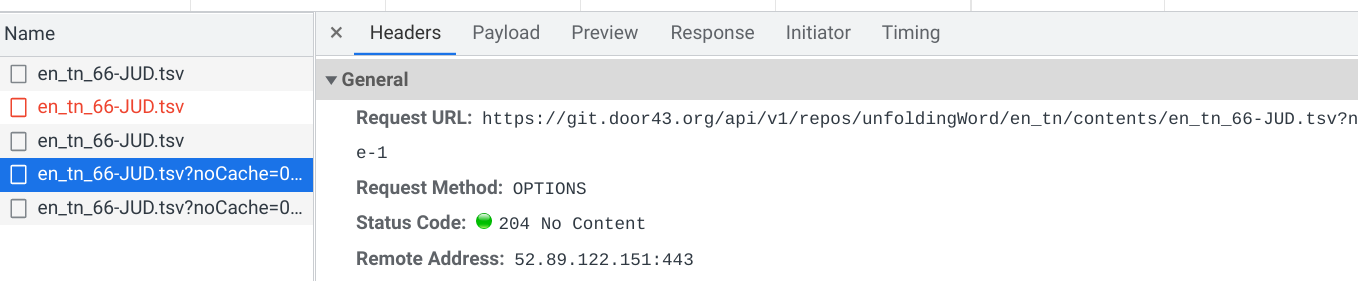 Name
en_tn_66-JUD.tsv
en_tn_66-JUD.tsv
en_tn_66-JUD.tsv
en_tn_66-JUD.tsv?noCache=0…
en_tn_66-JUD.tsv?noCache=0…
× Headers Payload Preview Response Initiator Timing
▼ General
Request URL: https://git.door43.org/api/v1/repos/unfoldingWord/en_tn/contents/en_tn_66-JUD.tsv?n
e-1
Request Method: OPTIONS
Status Code: 204 No Content
Remote Address: 52.89.122.151:443